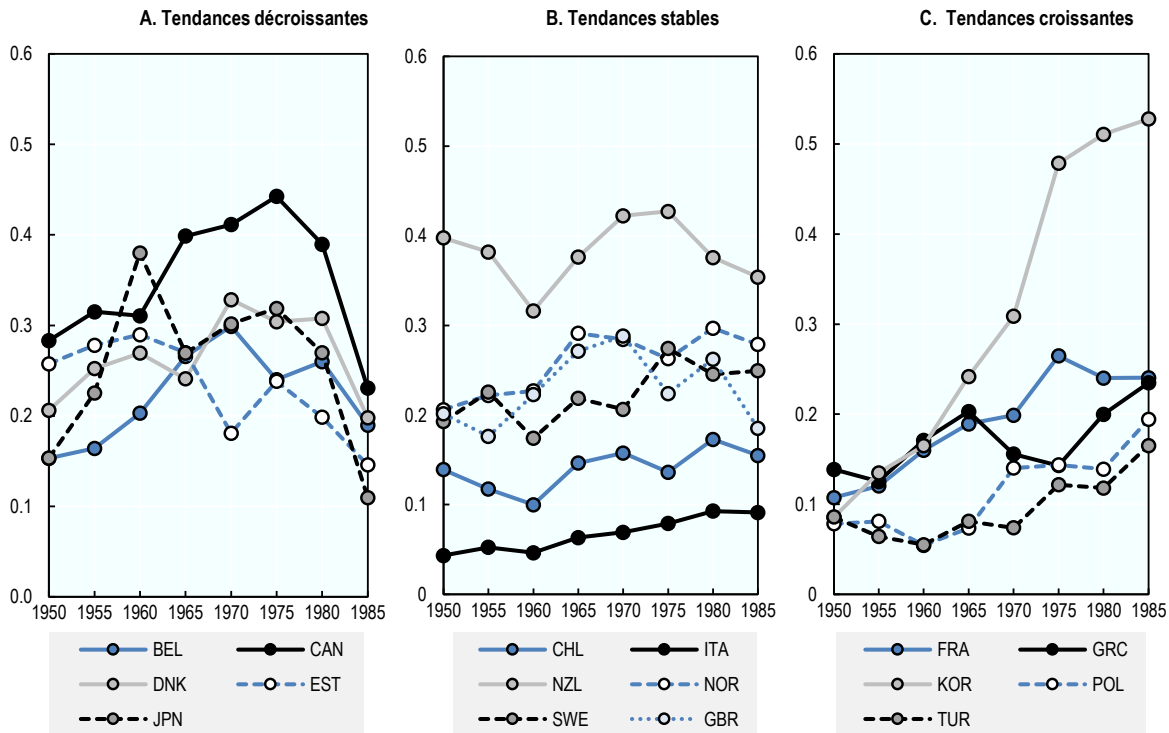 A. Tendances décroissantes
0.6
0.5
0.4
0.3
0.2
0.1
0.0
1950 1955 1960 1965 1970 1975 1980 1985
BEL CAN
DNK EST
JPN
B. Tendances stables
0.6
0.5
0.4
0.3
0.2
0.1
0
1950 1955 1960 1965 1970 1975 1980 1985
CHL ITA
NZL NOR
SWE GBR
C. Tendances croissantes
0.6
0.5
0.4
0.3
0.2
0.1
0
1950 1955 1960 1965 1970 1975 1980 1985
FRA GRC
KOR POL
TUR